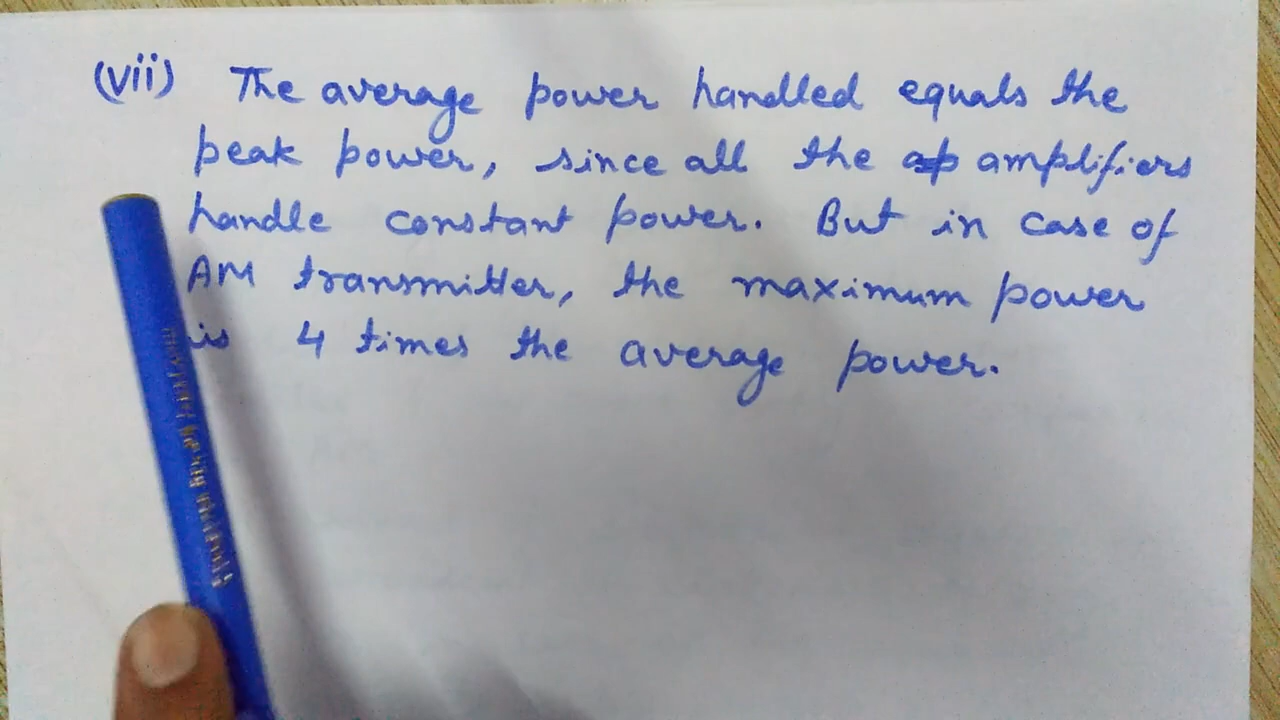 (vii) The average power handled equals the
peak power, since all the ap amplifiers
handle constant power. But in case of
AM transmitter, the maximum power
is 4 times the average power.